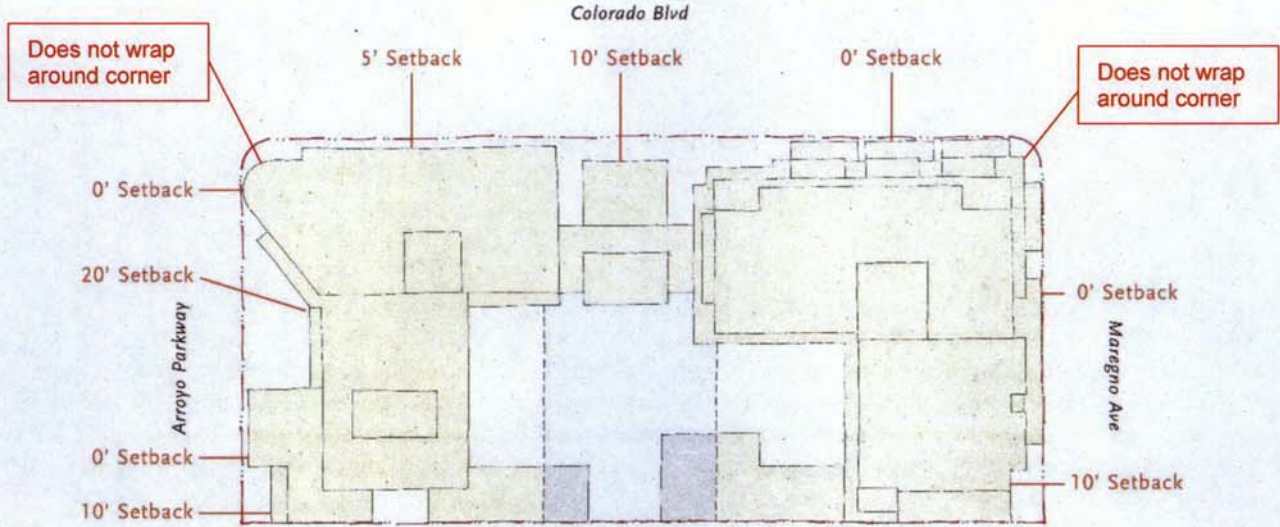 Colorado Blvd
Does not wrap
around corner
5' Setback
10' Setback
0' Setback
Does not wrap
around corner
0' Setback
20' Setback
0' Setback
Arroyo Parkway
Maregno Ave
0' Setback
10' Setback
10' Setback